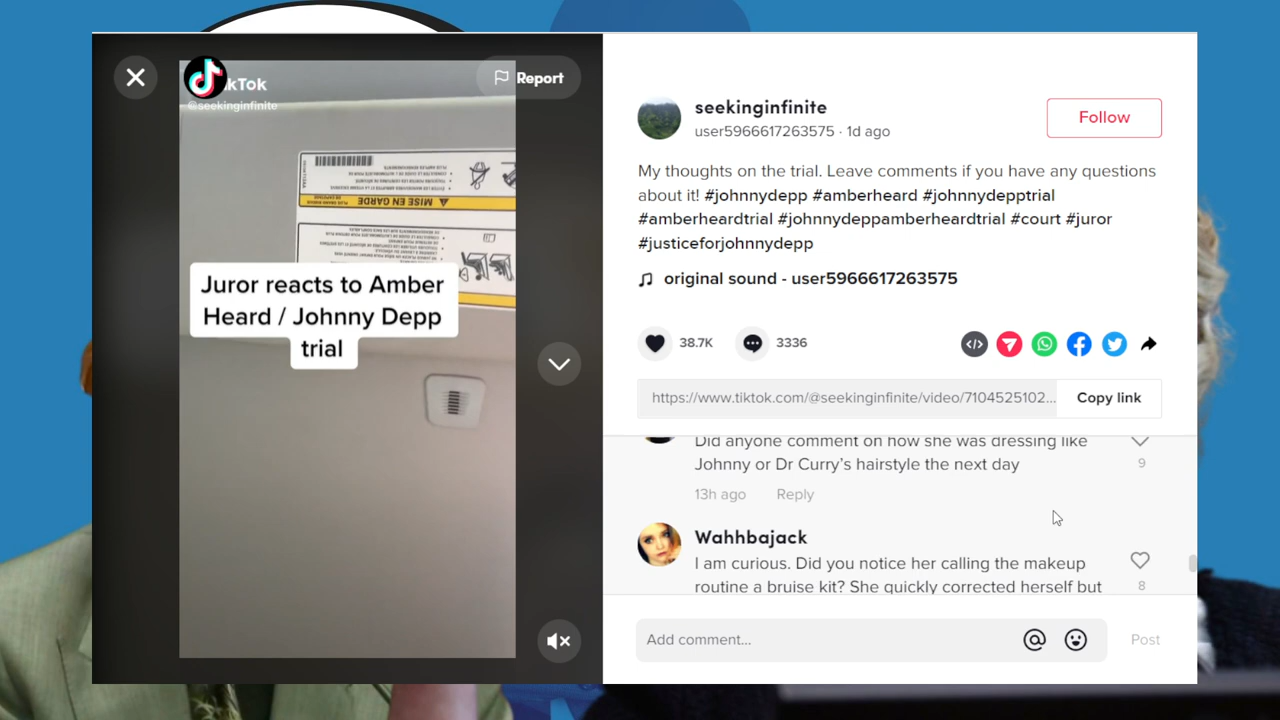 kTok
@seekinginfinite
Report
MISE EN GARDE
Juror reacts to Amber
Heard / Johnny Depp
trial
seekinginfinite
user5966617263575 · 1d ago
Follow
My thoughts on the trial. Leave comments if you have any questions
about it! #johnnydepp #amberheard #johnnydepptrial
#amberheardtrial #johnnydeppamberheardtrial #court #juror
#justiceforjohnnydepp
original sound - user5966617263575
38.7K
3336
https://www.tiktok.com/@seekinginfinite/video/7104525102...
Copy link
Did anyone comment on how she was dressing like
Johnny or Dr Curry's hairstyle the next day
9
13h ago
Reply
Wahhbajack
I am curious. Did you notice her calling the makeup
routine a bruise kit? She quickly corrected herself but
8
Add comment...
Post